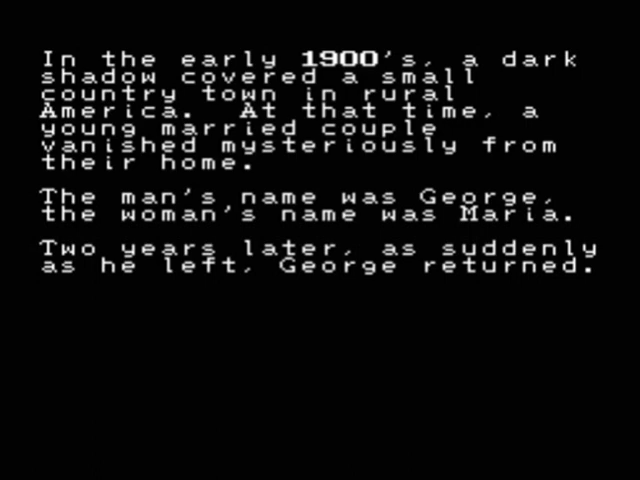 In the early 1900's, a dark
shadow covered a small
country town in rural
America.  At that time, a
young married couple
vanished mysteriously from
their home.
The man's name was George,
the woman's name was Maria.
Two years later, as suddenly
as he left, George returned.